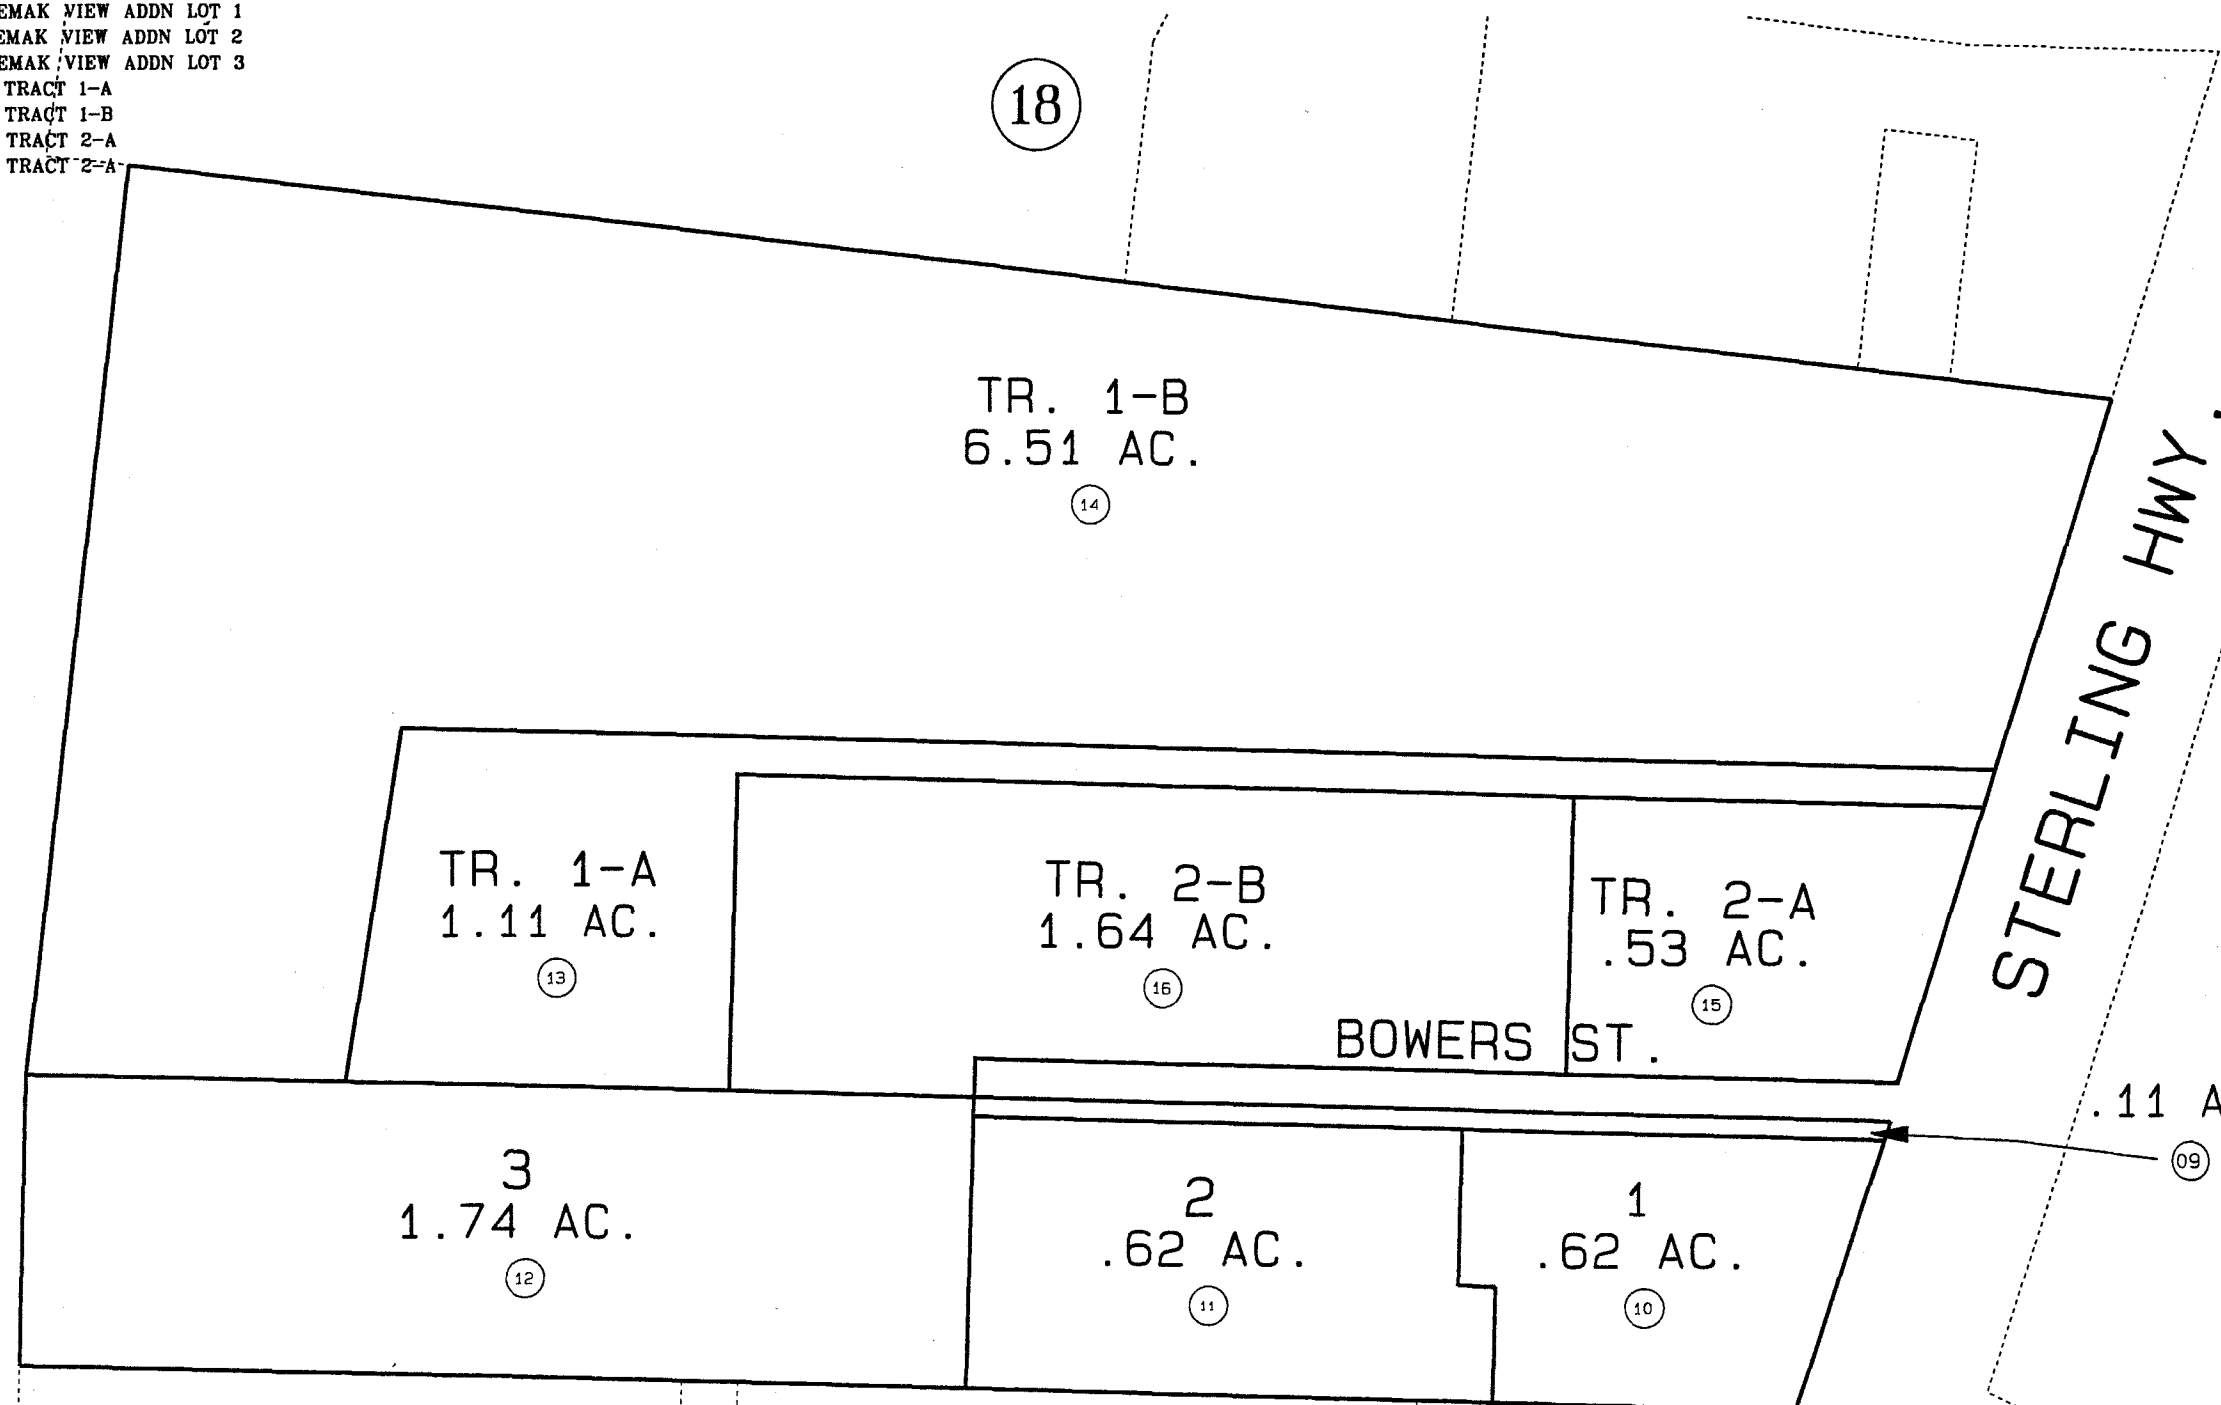 EMAK VIEW ADDN LOT 1
EMAK VIEW ADDN LOT 2
EMAK VIEW ADDN LOT 3
TRACT 1-A
TRACT 1-B
TRACT 2-A
TRACT 2-A
18
TR. 1-B
6.51 AC.
14
STERLING HWY.
TR. 1-A
1.11 AC.
13
TR. 2-B
1.64 AC.
16
TR. 2-A
.53 AC.
15
BOWERS ST.
.11 A
09
3
1.74 AC.
12
2
.62 AC.
11
1
.62 AC.
10